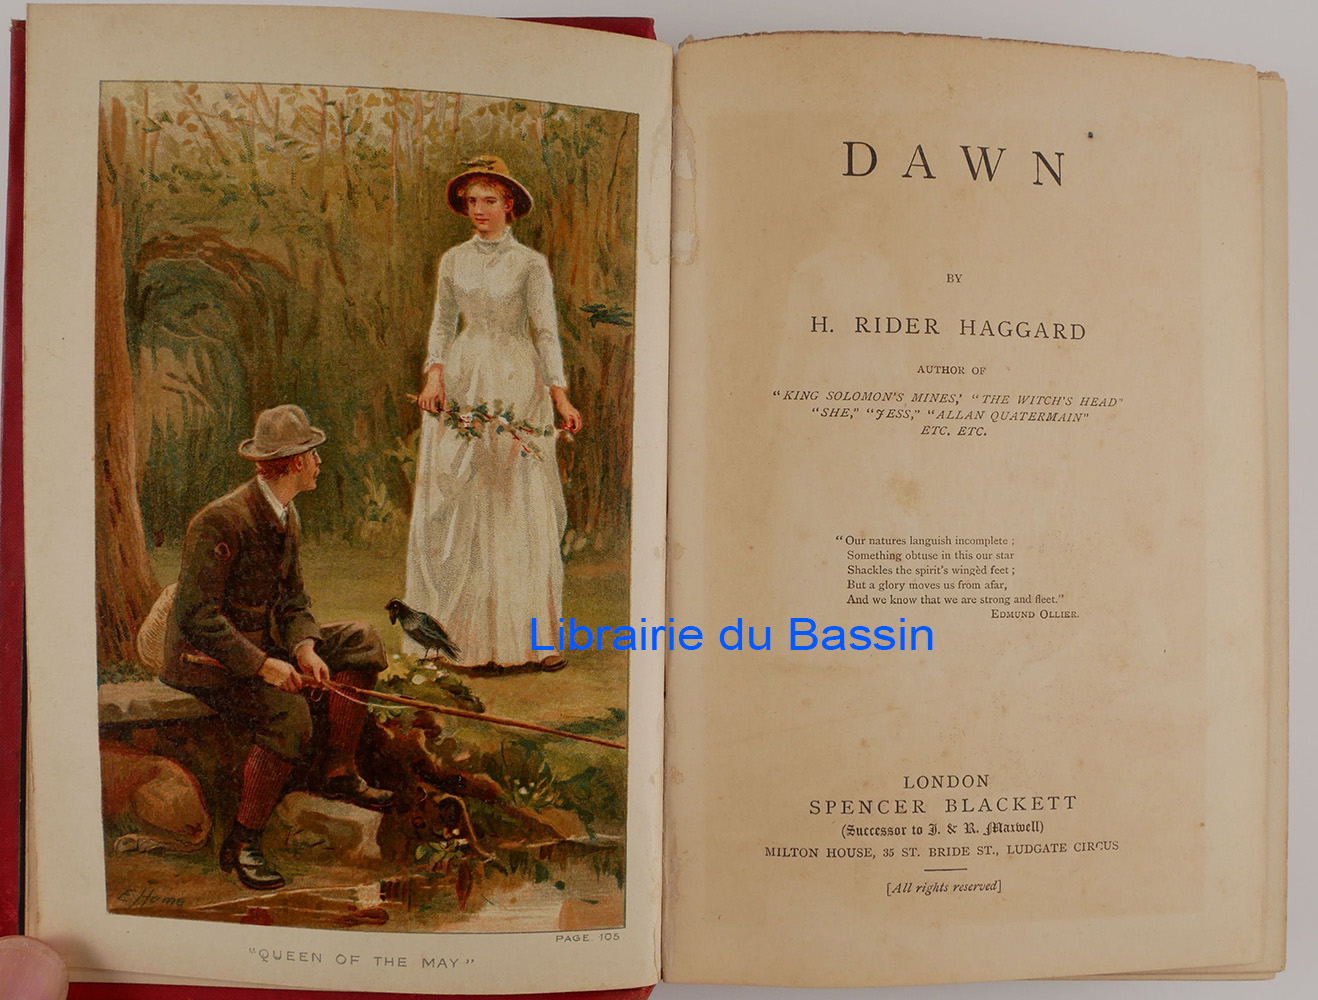 E. Home
PAGE. 105
"QUEEN OF THE MAY"
DAWN
BY
H. RIDER HAGGARD
AUTHOR OF
"KING SOLOMON'S MINES,' "THE WITCH'S HEAD"
"SHE," "JESS," "ALLAN QUATERMAIN"
ETC. ETC.
"Our natures languish incomplete ;
Something obtuse in this our star
Shackles the spirit's wingèd feet ;
But a glory moves us from afar,
And we know that we are strong and fleet."
EDMUND OLLIER.
Librairie du Bassin
LONDON
SPENCER BLACKETT
(Successor to J. & R. Maxwell)
MILTON HOUSE, 35 ST. BRIDE ST., LUDGATE CIRCUS
[All rights reserved]